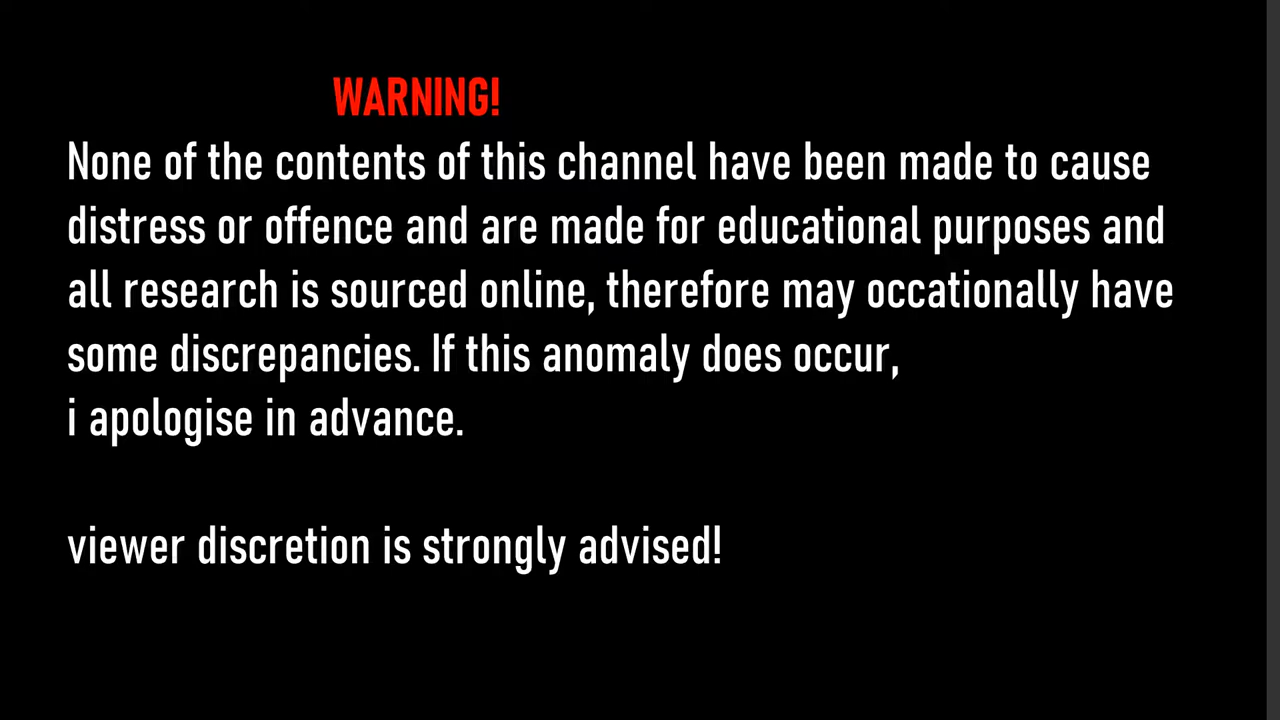 WARNING!
None of the contents of this channel have been made to cause
distress or offence and are made for educational purposes and
all research is sourced online, therefore may occationally have
some discrepancies. If this anomaly does occur,
i apologise in advance.
viewer discretion is strongly advised!